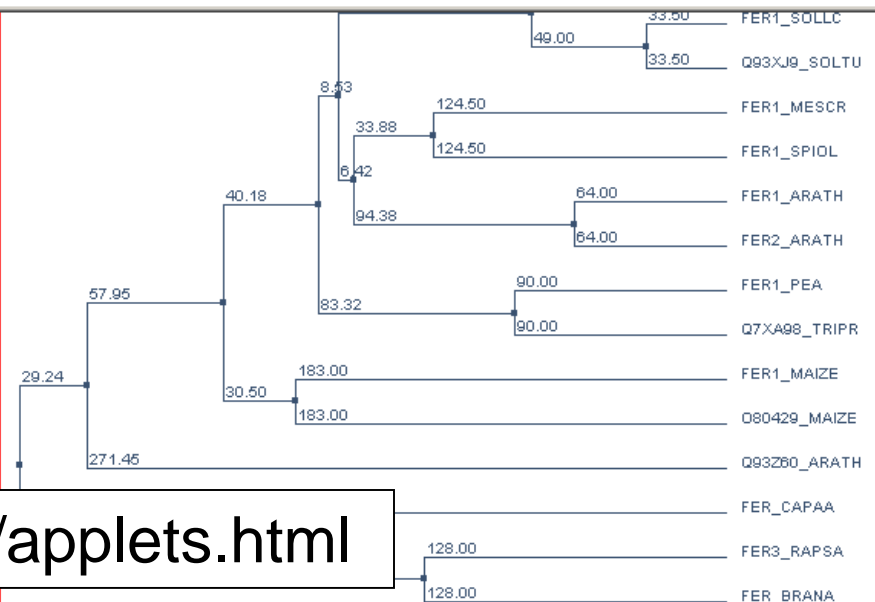 33.50 FER1_SOLLC
49.00
33.50 Q93XJ9_SOLTU
8.53
124.50 FER1_MESCR
33.88
124.50 FER1_SPIOL
6.42
40.18
64.00 FER1_ARATH
94.38
64.00 FER2_ARATH
90.00 FER1_PEA
57.95
83.32
90.00 Q7XA98_TRIPR
183.00 FER1_MAIZE
29.24
30.50
183.00 O80429_MAIZE
271.45 Q93Z60_ARATH
FER_CAPAA
/applets.html
128.00 FER3_RAPSA
128.00 FER_BRANA